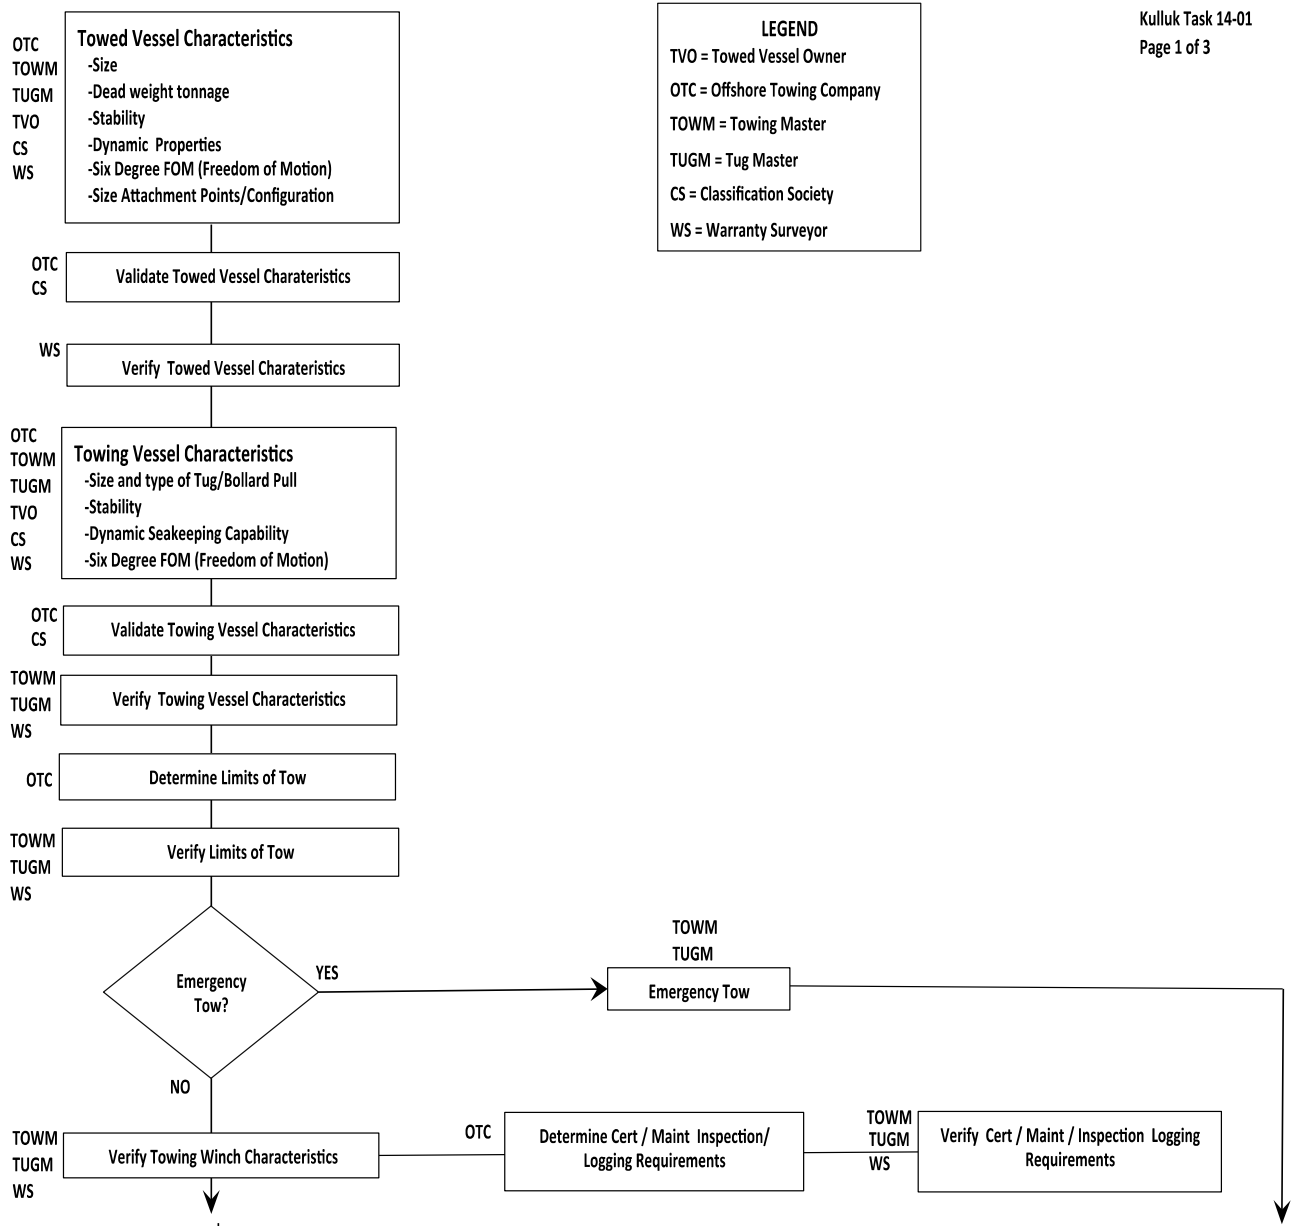 Kulluk Task 14-01
Page 1 of 3
LEGEND
TVO = Towed Vessel Owner
OTC = Offshore Towing Company
TOWM = Towing Master
TUGM = Tug Master
CS = Classification Society
WS = Warranty Surveyor
OTC
TOWM
TUGM
TVO
CS
WS
Towed Vessel Characteristics
-Size
-Dead weight tonnage
-Stability
-Dynamic Properties
-Six Degree FOM (Freedom of Motion)
-Size Attachment Points/Configuration
OTC
CS
Validate Towed Vessel Charateristics
WS
Verify Towed Vessel Charateristics
OTC
TOWM
TUGM
TVO
CS
WS
Towing Vessel Characteristics
-Size and type of Tug/Bollard Pull
-Stability
-Dynamic Seakeeping Capability
-Six Degree FOM (Freedom of Motion)
OTC
CS
Validate Towing Vessel Characteristics
TOWM
TUGM
WS
Verify Towing Vessel Characteristics
OTC
Determine Limits of Tow
TOWM
TUGM
WS
Verify Limits of Tow
Emergency
Tow?
YES
TOWM
TUGM
Emergency Tow
NO
TOWM
TUGM
WS
Verify Towing Winch Characteristics
OTC
Determine Cert / Maint Inspection/
Logging Requirements
TOWM
TUGM
WS
Verify Cert / Maint / Inspection Logging
Requirements